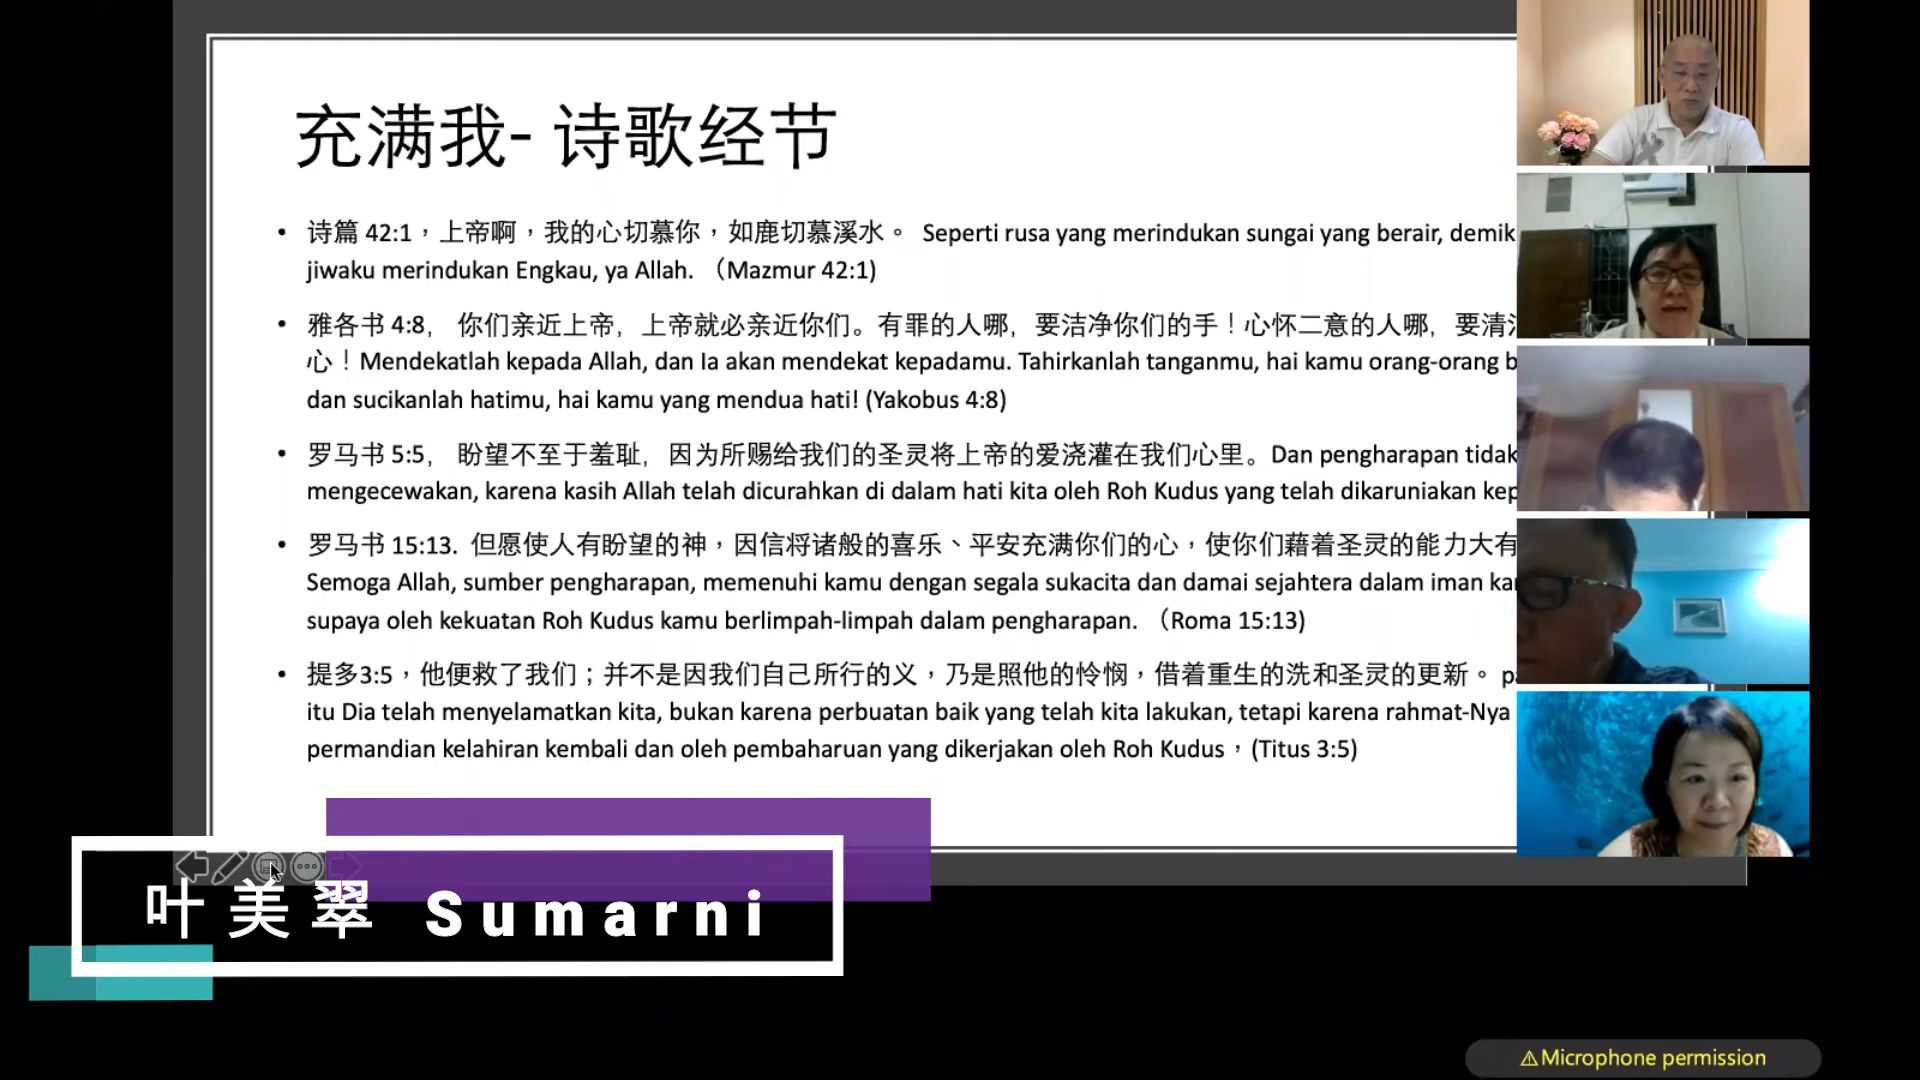 充满我- 诗歌经节
• 诗篇 42:1，上帝啊，我的心切慕你，如鹿切慕溪水。 Seperti rusa yang merindukan sungai yang berair,
jiwaku merindukan Engkau, ya Allah. （Mazmur 42:1)
• 雅各书 4:8， 你们亲近上帝，上帝就必亲近你们。有罪的人哪，要洁净你们的手！心怀二意的人哪，要清
心！Mendekatlah kepada Allah, dan Ia akan mendekat kepadamu. Tahirkanlah tanganmu, hai kamu orang-orang
dan sucikanlah hatimu, hai kamu yang mendua hati! (Yakobus 4:8)
• 罗马书 5:5， 盼望不至于羞耻，因为所赐给我们的圣灵将上帝的爱浇灌在我们心里。Dan pengharapan tidak
mengecewakan, karena kasih Allah telah dicurahkan di dalam hati kita oleh Roh Kudus yang telah dikaruniakan
• 罗马书 15:13. 但愿使人有盼望的神，因信将诸般的喜乐、平安充满你们的心，使你们藉着圣灵的能力大有
Semoga Allah, sumber pengharapan, memenuhi kamu dengan segala sukacita dan damai sejahtera dalam iman
supaya oleh kekuatan Roh Kudus kamu berlimpah-limpah dalam pengharapan. （Roma 15:13)
• 提多3:5，他便救了我们；并不是因我们自己所行的义，乃是照他的怜悯，借着重生的洗和圣灵的更新。
itu Dia telah menyelamatkan kita, bukan karena perbuatan baik yang telah kita lakukan, tetapi karena rahmat-Nya
permandian kelahiran kembali dan oleh pembaharuan yang dikerjakan oleh Roh Kudus，(Titus 3:5)
叶美翠 Sumarni
⚠Microphone permission